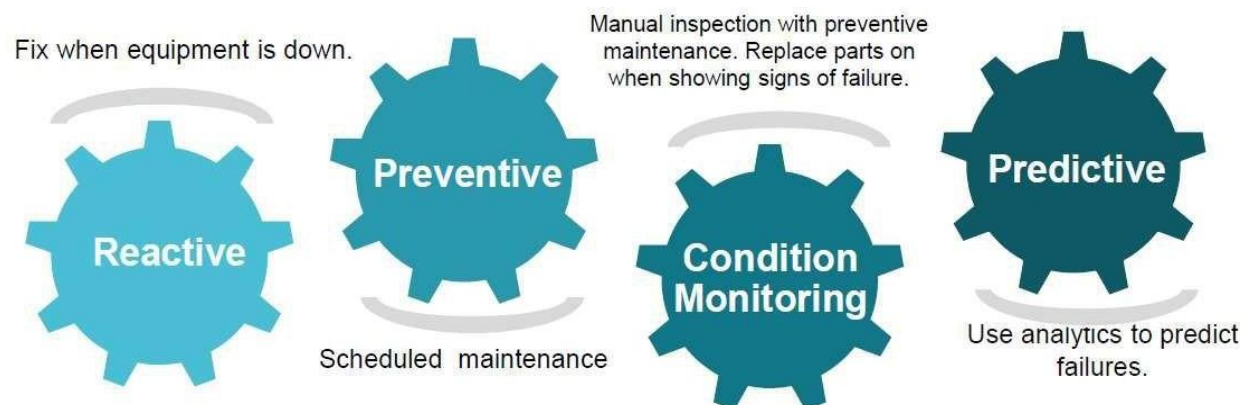 Fix when equipment is down.
Reactive
Preventive
Scheduled maintenance
Manual inspection with preventive
maintenance. Replace parts on
when showing signs of failure.
Condition
Monitoring
Predictive
Use analytics to predict
failures.